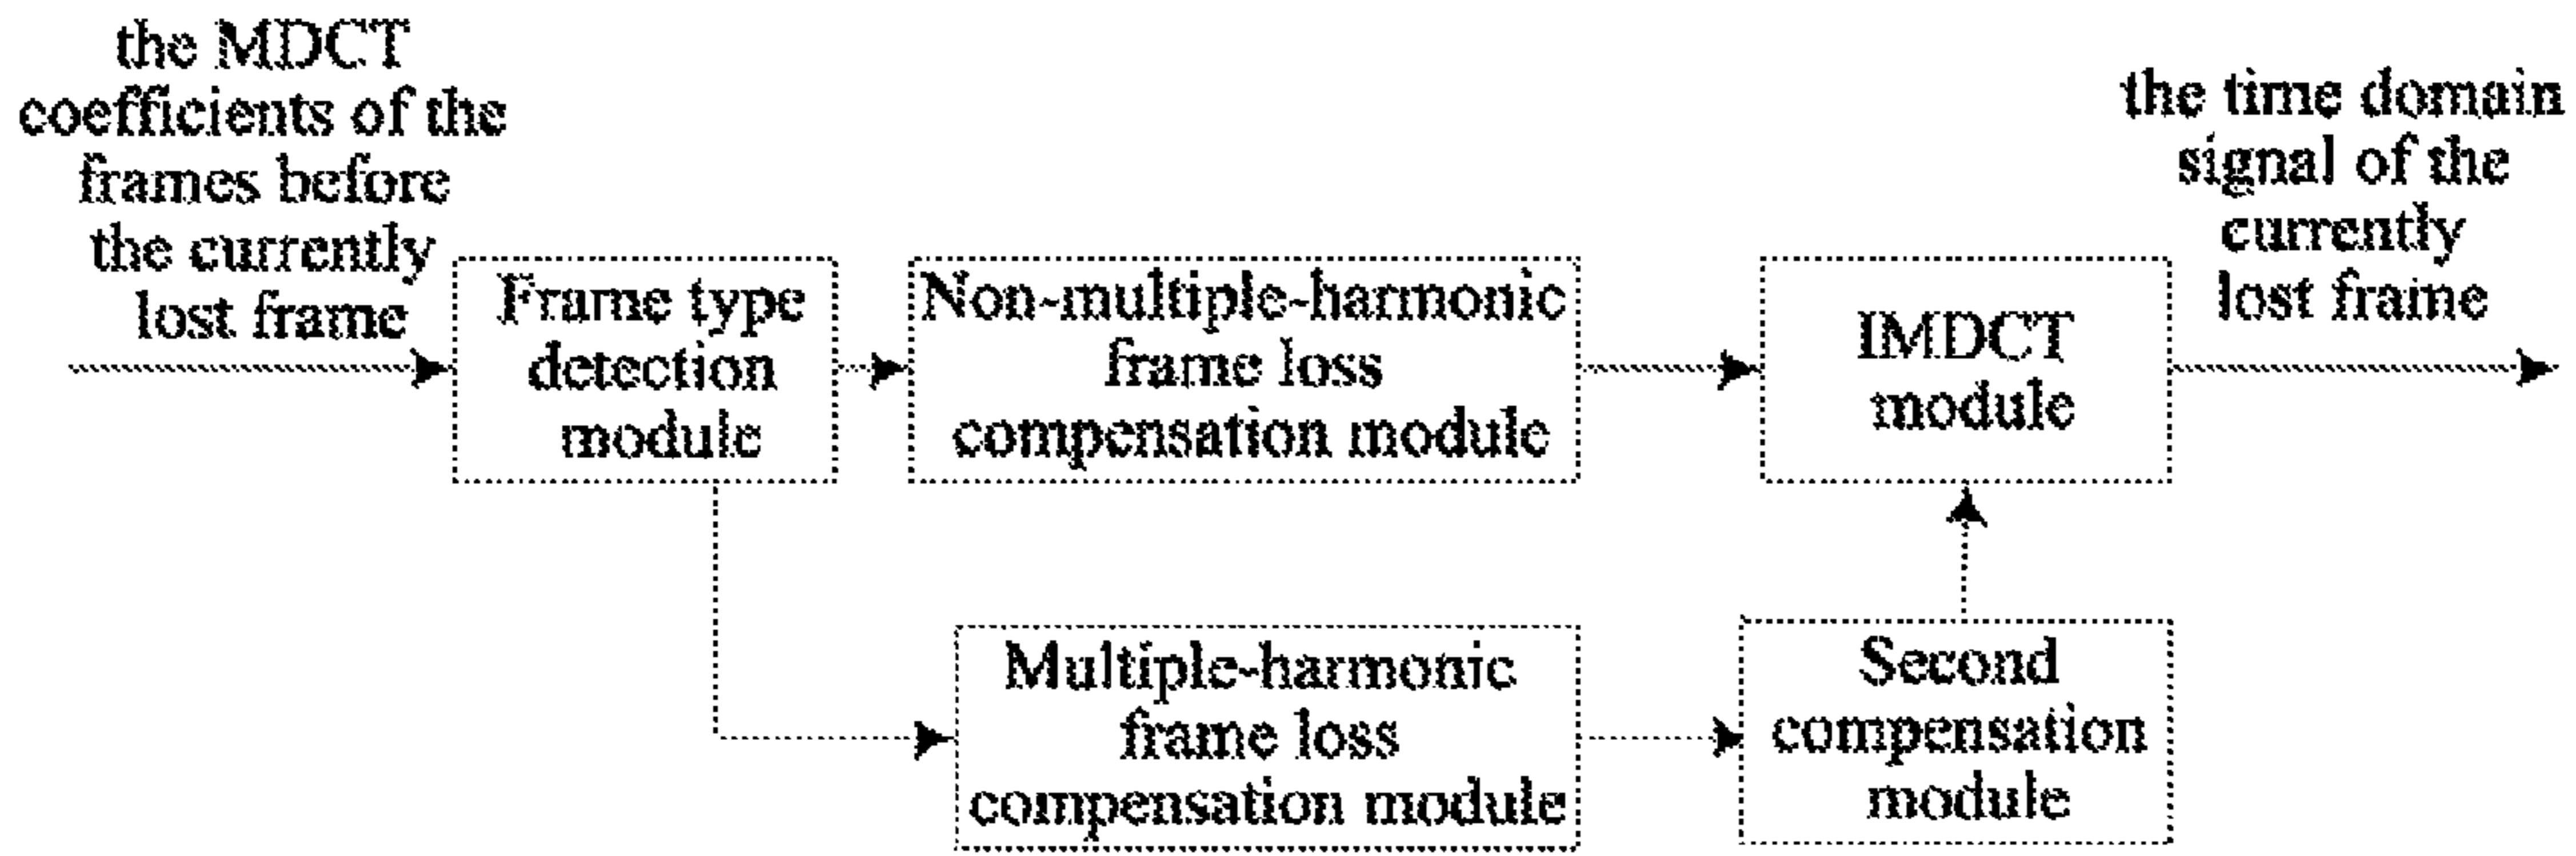 the MDCT
coefficients of the
frames before
the currently
lost frame
Frame type
detection
module
Non-multiple-harmonic
frame loss
compensation module
IMDCT
module
the time domain
signal of the
currently
lost frame
Multiple-harmonic
frame loss
compensation module
Second
compensation
module